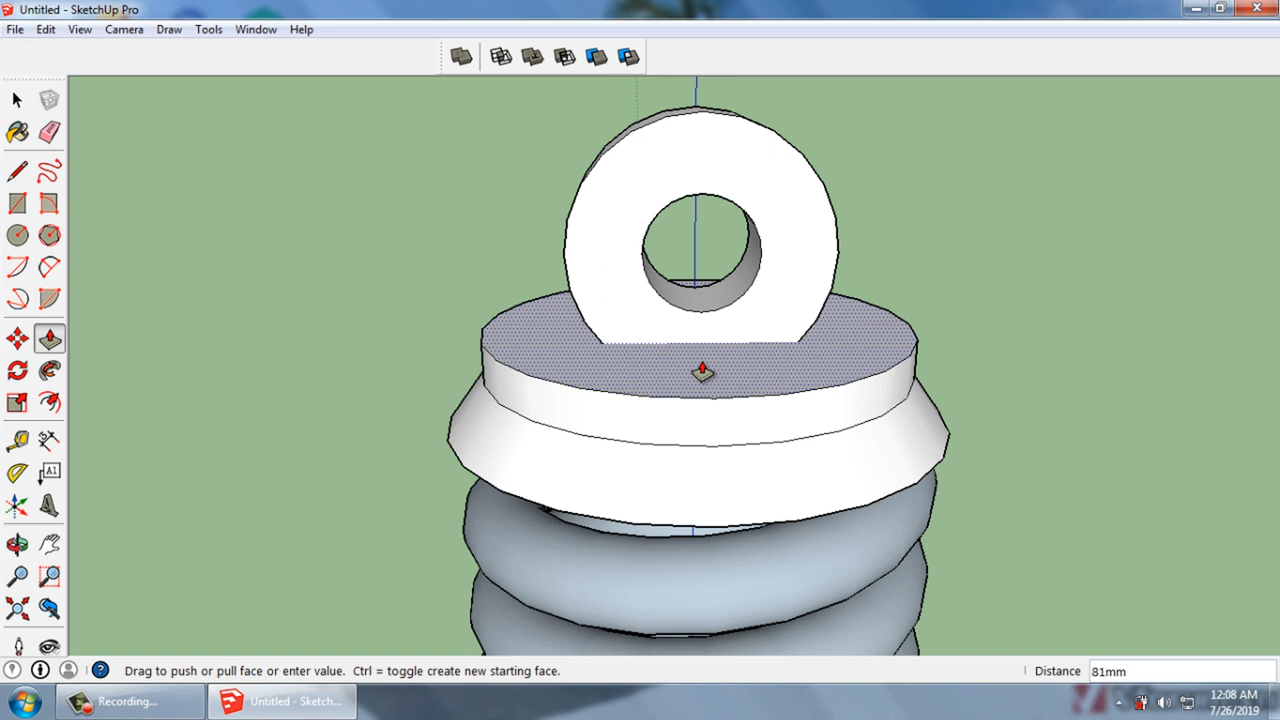 Untitled - SketchUp Pro
File Edit View Camera Draw Tools Window Help
A1
Drag to push or pull face or enter value. Ctrl = toggle create new starting face. Distance 81mm
Recording... Untitled - Sketch... 12:08 AM
7/26/2019